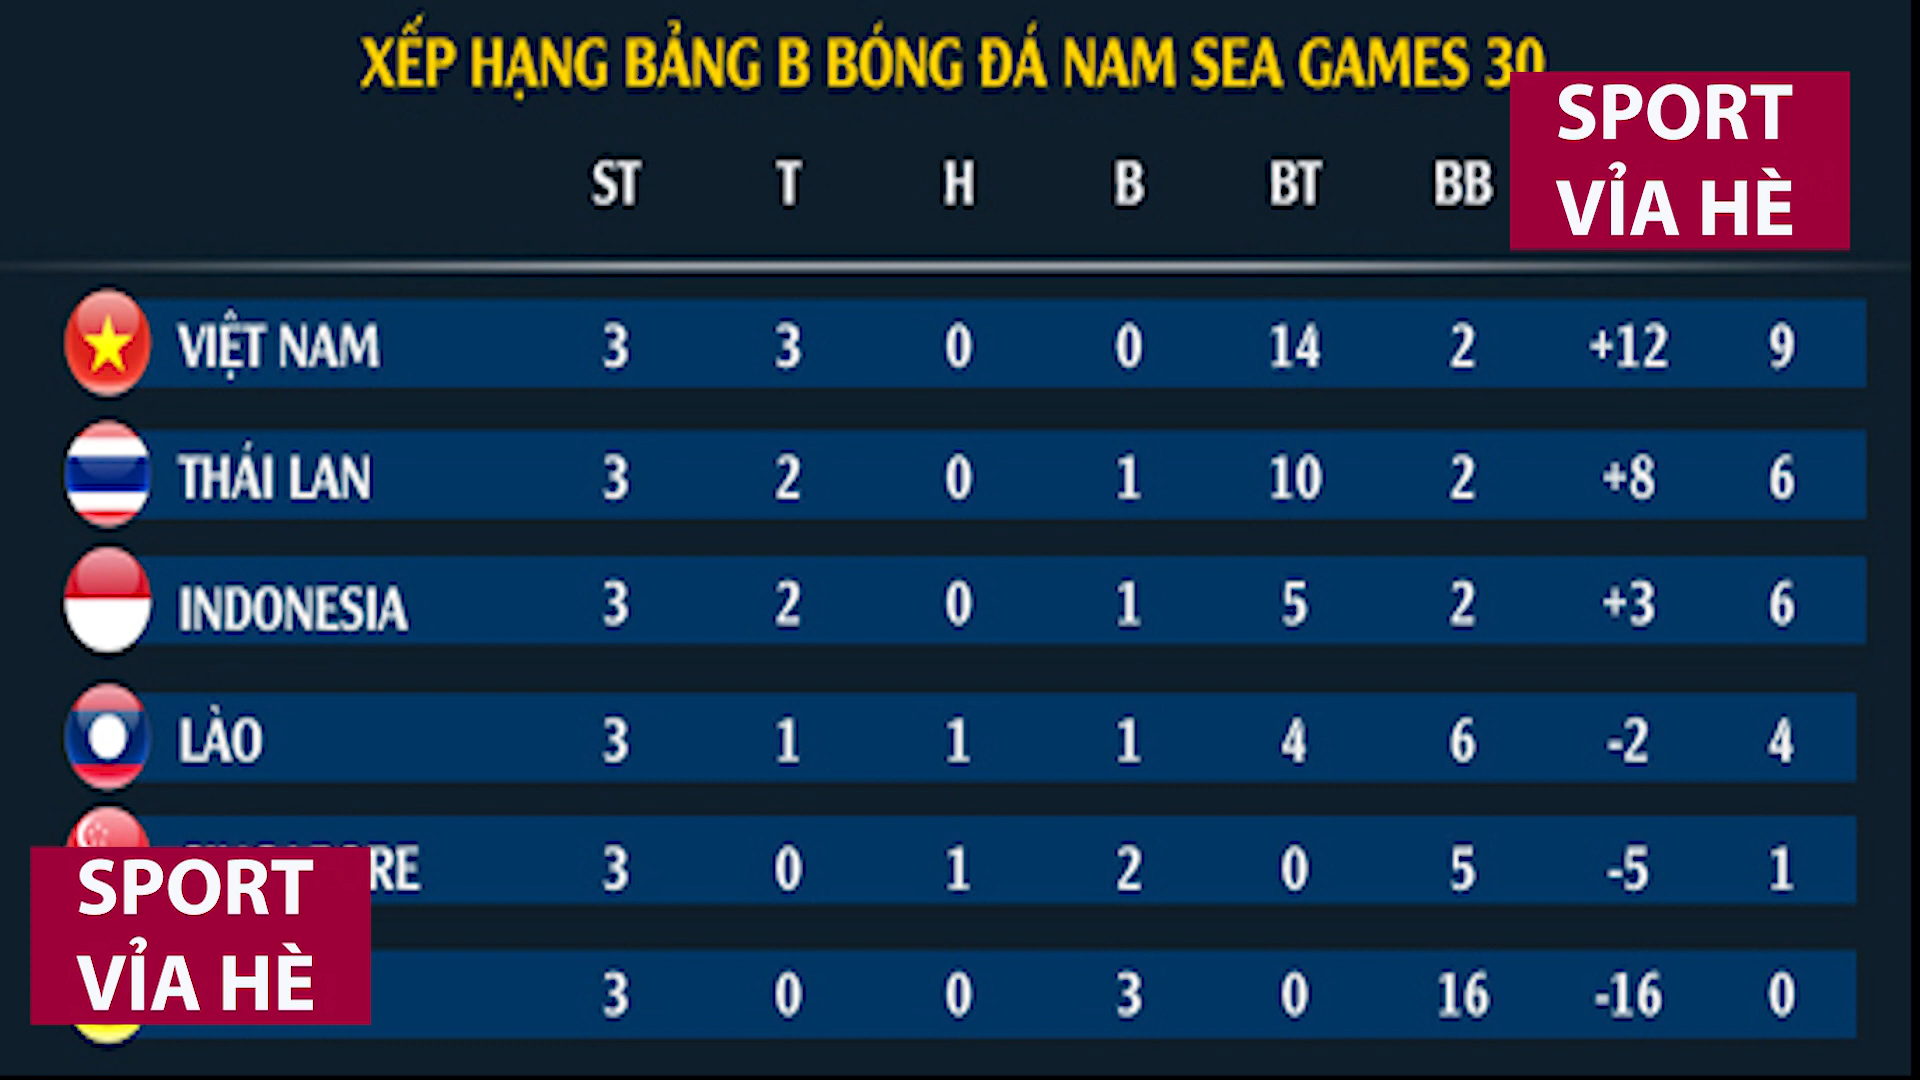 XẾP HẠNG BẢNG B BÓNG ĐÁ NAM SEA GAMES 30
SPORT
VỈA HÈ
ST T H B BT BB
VIỆT NAM 3 3 0 0 14 2 +12 9
THÁI LAN 3 2 0 1 10 2 +8 6
INDONESIA 3 2 0 1 5 2 +3 6
LÀO 3 1 1 1 4 6 -2 4
3 0 1 2 0 5 -5 1
SPORT
VỈA HÈ
3 0 0 3 0 16 -16 0